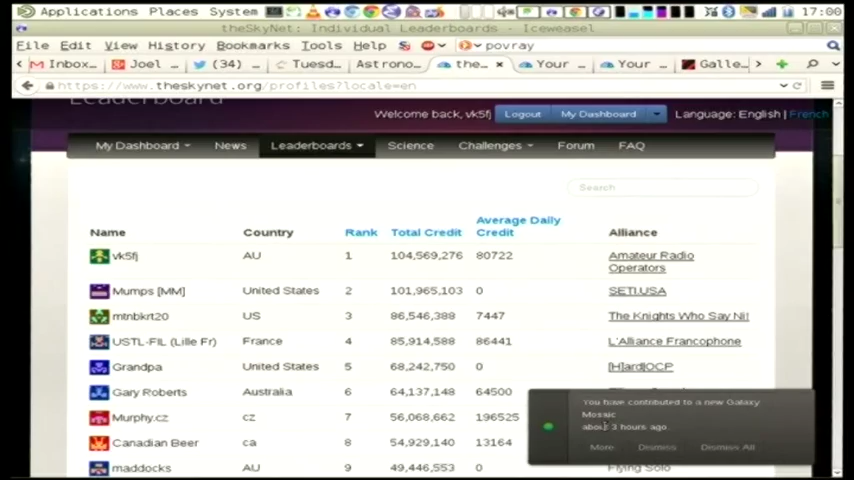 Applications Places System 17:00
theSkyNet: Individual Leaderboards - Iceweasel
File Edit View History Bookmarks Tools Help povray
Inbox... Joel ... (34) ... Tuesd... Astrono... the... Your ... Your ... Galle...
https://www.theskynet.org/profiles?locale=en
Leaderboard
Welcome back, vk5fj Logout My Dashboard Language: English | French
My Dashboard News Leaderboards Science Challenges Forum FAQ
Search
Name Country Rank Total Credit Average Daily Credit Alliance
vk5fj AU 1 104,569,276 80722 Amateur Radio Operators
Mumps [MM] United States 2 101,965,103 0 SETI.USA
mtnbkrt20 US 3 86,546,388 7447 The Knights Who Say Ni!
USTL-FIL (Lille Fr) France 4 85,914,588 86441 L'Alliance Francophone
Grandpa United States 5 68,242,750 0 [H]ard|OCP
Gary Roberts Australia 6 64,137,148 64500
Murphy.cz cz 7 56,068,662 196525
Canadian Beer ca 8 54,929,140 13164
maddocks AU 9 49,446,553 0 Flying Solo
You have contributed to a new Galaxy
Mosaic
about 3 hours ago.
More Dismiss Dismiss All